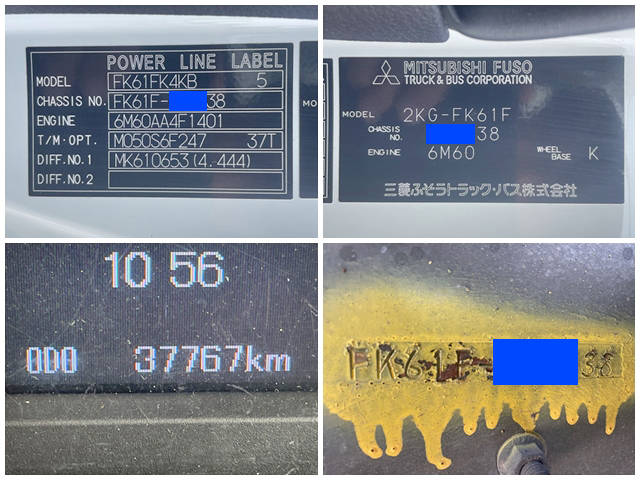 POWER LINE LABEL
MODEL FK61FK4KB 5
CHASSIS NO. FK61F- 38
ENGINE 6M60AA4F1401
T/M·OPT. M050S6F247 37T
DIFF.NO.1 MK610653(4.444)
DIFF.NO.2
MO
MITSUBISHI FUSO
TRUCK & BUS CORPORATION
MODEL 2KG-FK61F
CHASSIS NO. 38
ENGINE 6M60 WHEEL BASE K
三菱ふそうトラック・バス株式会社
10 56
ODO 37767km
FK61F- 38